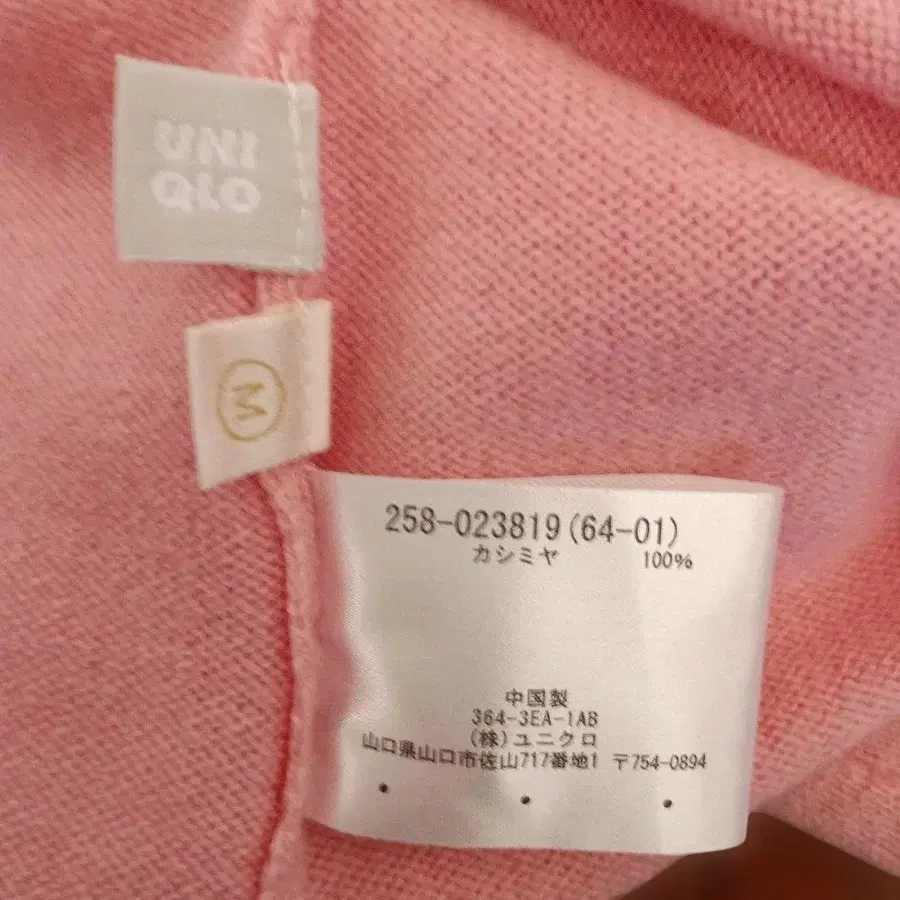 UNI
QLO
M
258-023819(64-01)
カシミヤ 100%
中国製
364-3EA-1AB
(株)ユニクロ
山口県山口市佐山717番地1 〒754-0894